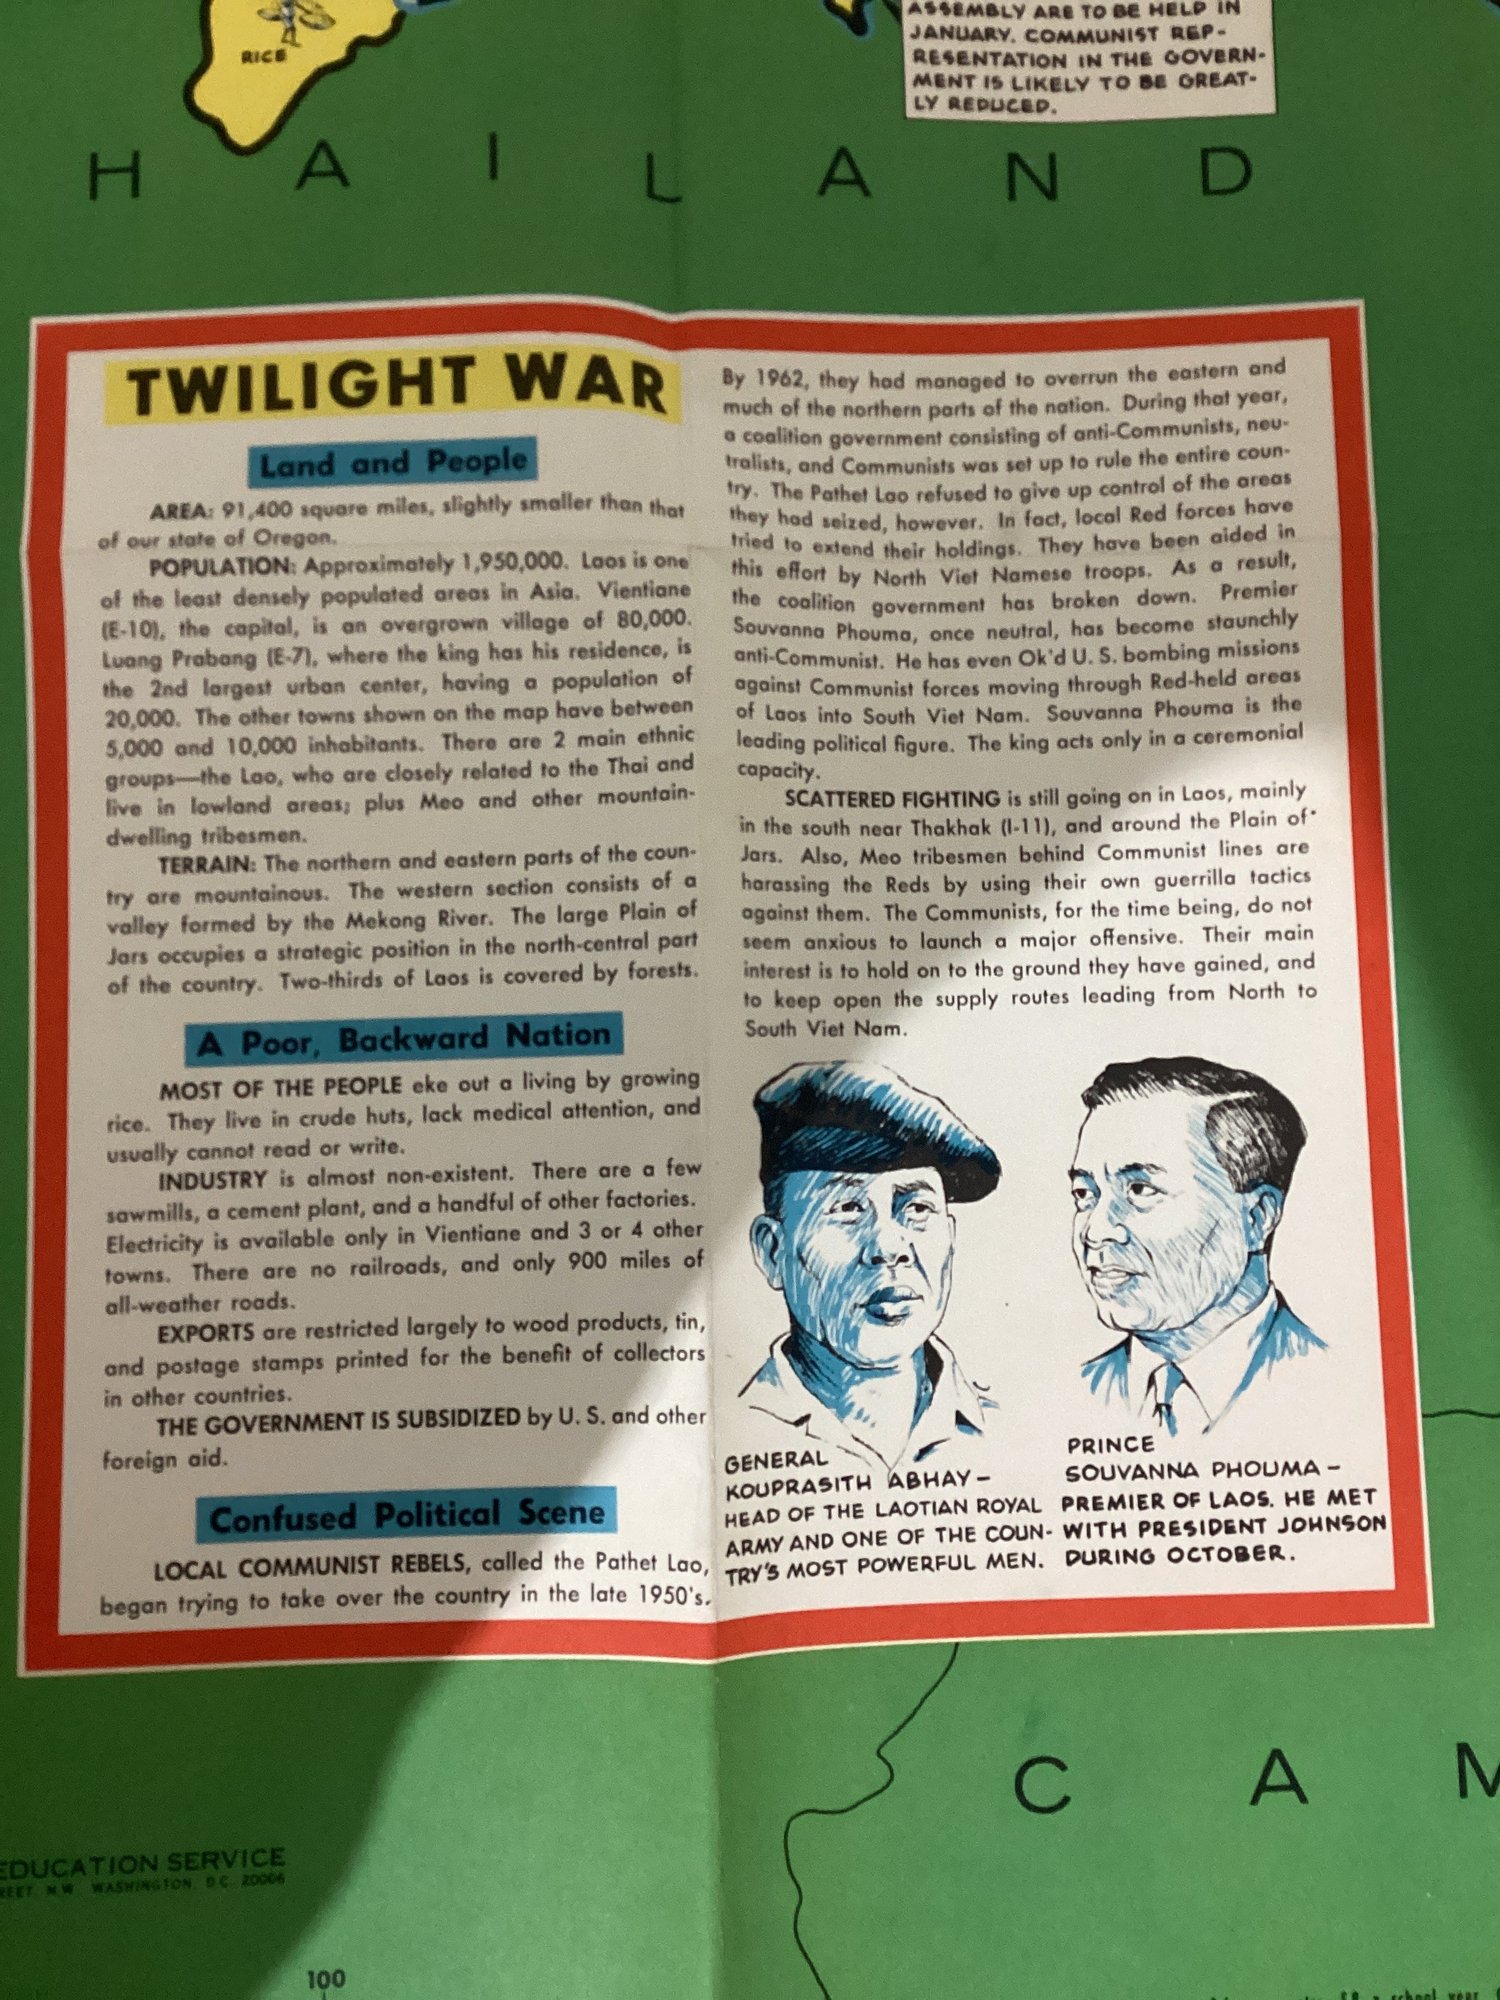 RICE
ASSEMBLY ARE TO BE HELD IN
JANUARY. COMMUNIST REP-
RESENTATION IN THE GOVERN-
MENT IS LIKELY TO BE GREAT-
LY REDUCED.
H A I L A N D
TWILIGHT WAR
Land and People
AREA: 91,400 square miles, slightly smaller than that
of our state of Oregon.
POPULATION: Approximately 1,950,000. Laos is one
of the least densely populated areas in Asia. Vientiane
(E-10), the capital, is an overgrown village of 80,000.
Luang Prabang (E-7), where the king has his residence, is
the 2nd largest urban center, having a population of
20,000. The other towns shown on the map have between
5,000 and 10,000 inhabitants. There are 2 main ethnic
groups—the Lao, who are closely related to the Thai and
live in lowland areas; plus Meo and other mountain-
dwelling tribesmen.
TERRAIN: The northern and eastern parts of the coun-
try are mountainous. The western section consists of a
valley formed by the Mekong River. The large Plain of
Jars occupies a strategic position in the north-central part
of the country. Two-thirds of Laos is covered by forests.
A Poor, Backward Nation
MOST OF THE PEOPLE eke out a living by growing
rice. They live in crude huts, lack medical attention, and
usually cannot read or write.
INDUSTRY is almost non-existent. There are a few
sawmills, a cement plant, and a handful of other factories.
Electricity is available only in Vientiane and 3 or 4 other
towns. There are no railroads, and only 900 miles of
all-weather roads.
EXPORTS are restricted largely to wood products, tin,
and postage stamps printed for the benefit of collectors
in other countries.
THE GOVERNMENT IS SUBSIDIZED by U. S. and other
foreign aid.
Confused Political Scene
LOCAL COMMUNIST REBELS, called the Pathet Lao,
began trying to take over the country in the late 1950's.
By 1962, they had managed to overrun the eastern and
much of the northern parts of the nation. During that year,
a coalition government consisting of anti-Communists, neu-
tralists, and Communists was set up to rule the entire coun-
try. The Pathet Lao refused to give up control of the areas
they had seized, however. In fact, local Red forces have
tried to extend their holdings. They have been aided in
this effort by North Viet Namese troops. As a result,
the coalition government has broken down. Premier
Souvanna Phouma, once neutral, has become staunchly
anti-Communist. He has even Ok'd U. S. bombing missions
against Communist forces moving through Red-held areas
of Laos into South Viet Nam. Souvanna Phouma is the
leading political figure. The king acts only in a ceremonial
capacity.
SCATTERED FIGHTING is still going on in Laos, mainly
in the south near Thakhak (I-11), and around the Plain of
Jars. Also, Meo tribesmen behind Communist lines are
harassing the Reds by using their own guerrilla tactics
against them. The Communists, for the time being, do not
seem anxious to launch a major offensive. Their main
interest is to hold on to the ground they have gained, and
to keep open the supply routes leading from North to
South Viet Nam.
GENERAL
KOUPRASITH ABHAY –
HEAD OF THE LAOTIAN ROYAL
ARMY AND ONE OF THE COUN-
TRY'S MOST POWERFUL MEN.
PRINCE
SOUVANNA PHOUMA –
PREMIER OF LAOS. HE MET
WITH PRESIDENT JOHNSON
DURING OCTOBER.
C A M
EDUCATION SERVICE
REET, N.W. WASHINGTON, D.C. 20006
100
a school year